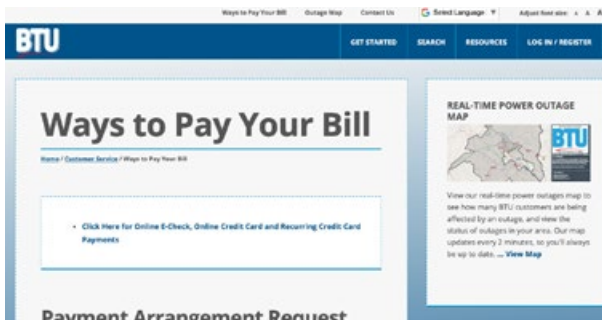 Ways to Pay Your Bill Outage Map Contact Us Select Language ▼ Adjust font size: A A A
BTU
GET STARTED SEARCH RESOURCES LOG IN / REGISTER
Ways to Pay Your Bill
Home / Customer Service / Ways to Pay Your Bill
• Click Here for Online E-Check, Online Credit Card and Recurring Credit Card
Payments
Payment Arrangement Request
REAL-TIME POWER OUTAGE
MAP
BTU
View our real-time power outages map to
see how many BTU customers are being
affected by an outage, and view the
status of outages in your area. Our map
updates every 2 minutes, so you'll always
be up to date. ... View Map